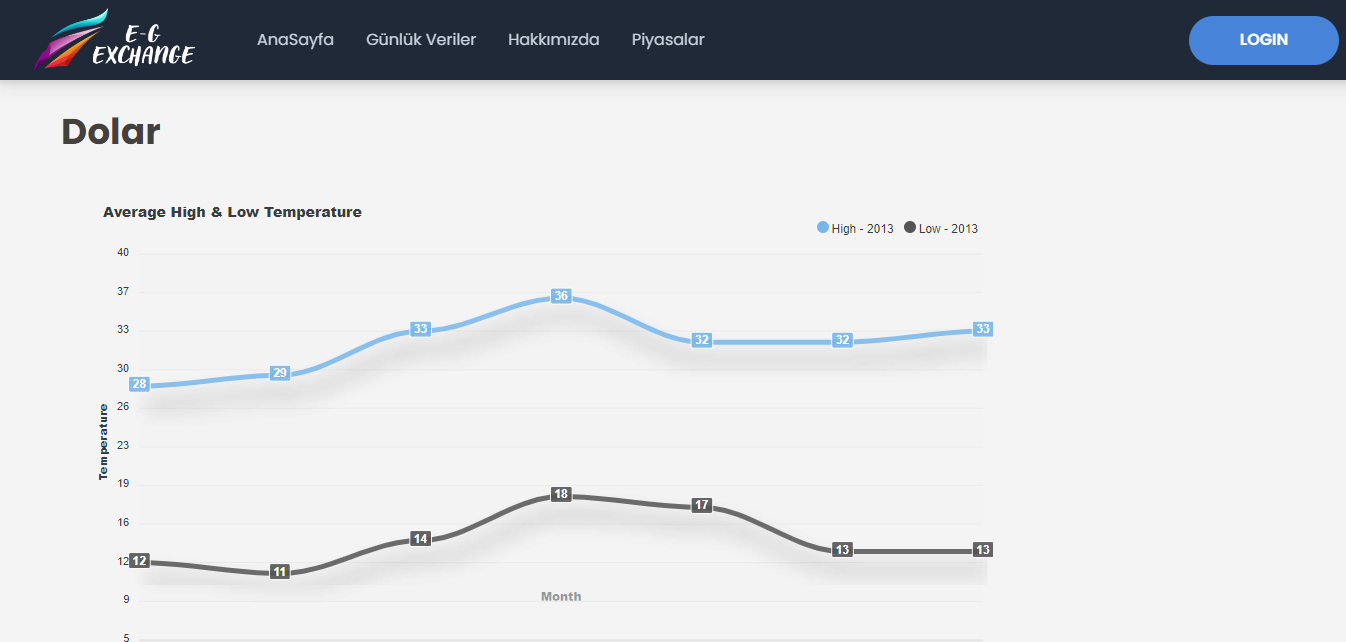 E-G
EXCHANGE
AnaSayfa
Günlük Veriler
Hakkımızda
Piyasalar
LOGIN
Dolar
Average High & Low Temperature
High - 2013
Low - 2013
40
37
33
30
26
23
19
16
12
9
5
Temperature
28
29
33
36
32
32
33
12
11
14
18
17
13
13
Month